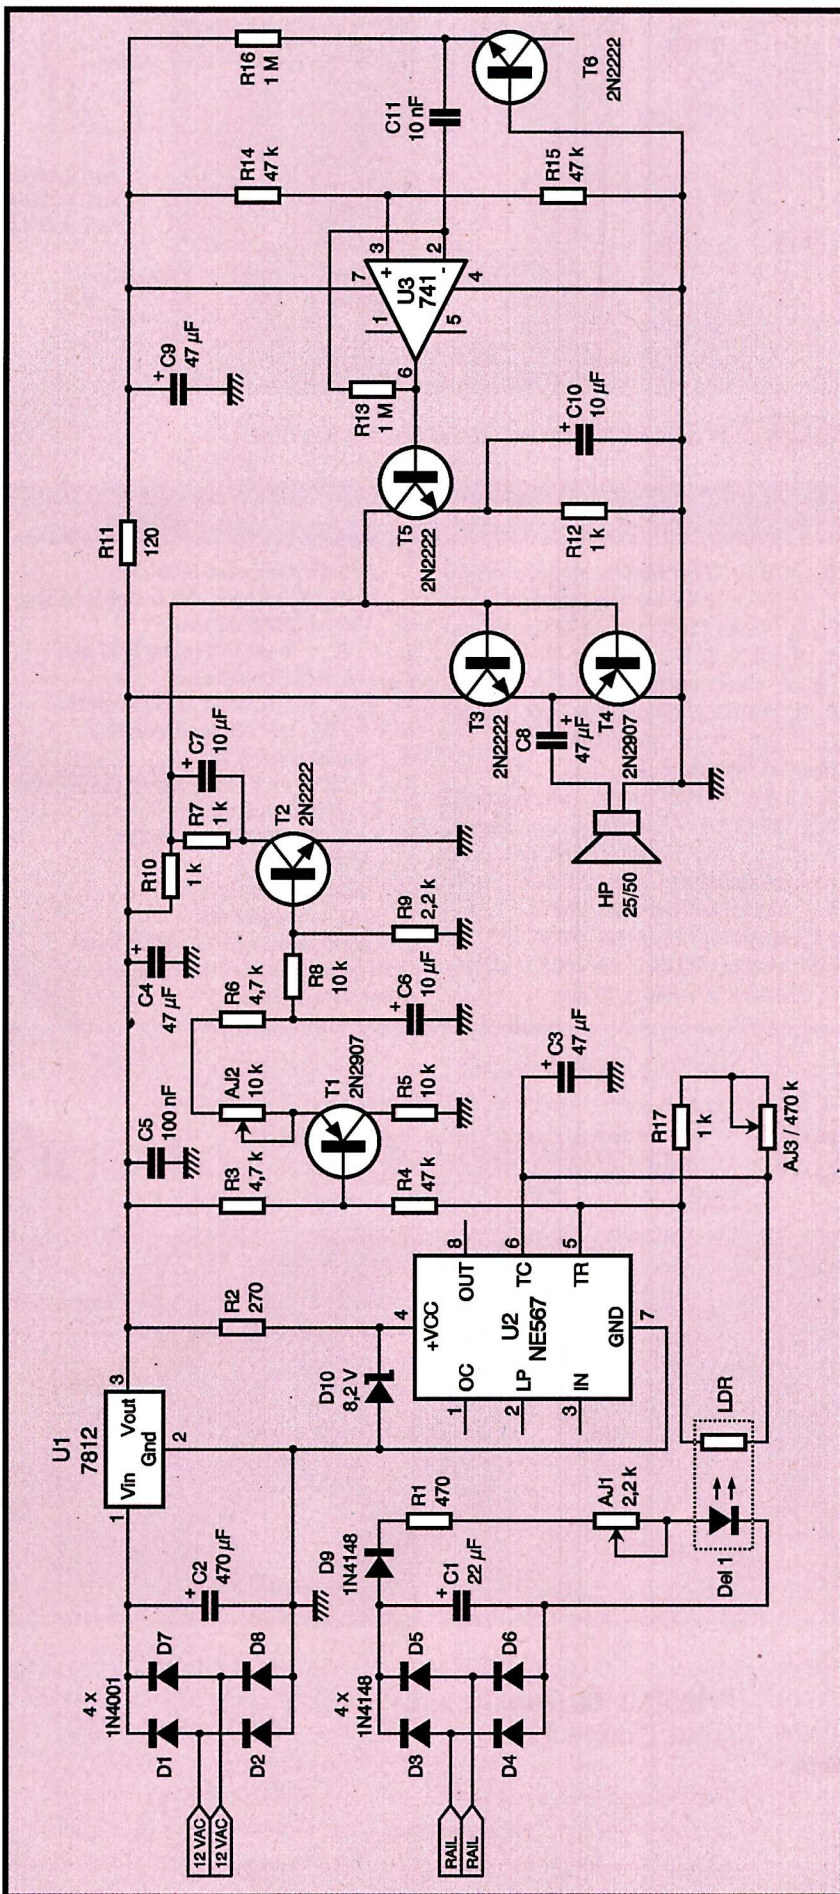 12 VAC
12 VAC
D1
D2
4 x
1N4001
D7
D8
C2
470 µF
+
1
Vin
U1
7812
Vout
Gnd
3
2
RAIL
RAIL
D3
D4
4 x
1N4148
D5
D6
C1
22 µF
+
D9
1N4148
R1
470
AJ1
2,2 k
Del 1
LDR
D10
8,2 V
R2
270
4
+VCC
1
OC
2
LP
3
IN
U2
NE567
OUT
8
TC
6
TR
5
GND
7
R3
4,7 k
R4
47 k
C5
100 nF
AJ2
10 k
T1
2N2907
R5
10 k
R6
4,7 k
R8
10 k
C6
10 µF
+
R9
2,2 k
C3
47 µF
+
R17
1 k
AJ3 / 470 k
C4
47 µF
+
R10
1 k
R7
1 k
C7
10 µF
+
T2
2N2222
HP
25/50
C8
47 µF
+
T3
2N2222
T4
2N2907
R11
120
T5
2N2222
R12
1 k
C10
10 µF
+
R13
1 M
C9
47 µF
+
U3
741
+
-
7
3
2
4
1
5
6
R14
47 k
R15
47 k
R16
1 M
C11
10 nF
T6
2N2222